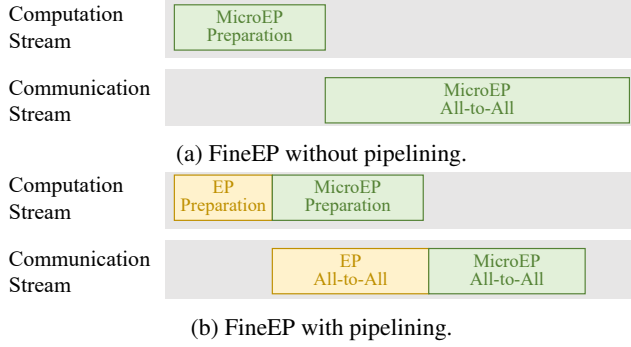 Computation
Stream
MicroEP
Preparation
Communication
Stream
MicroEP
All-to-All
(a) FineEP without pipelining.
Computation
Stream
EP
Preparation
MicroEP
Preparation
Communication
Stream
EP
All-to-All
MicroEP
All-to-All
(b) FineEP with pipelining.